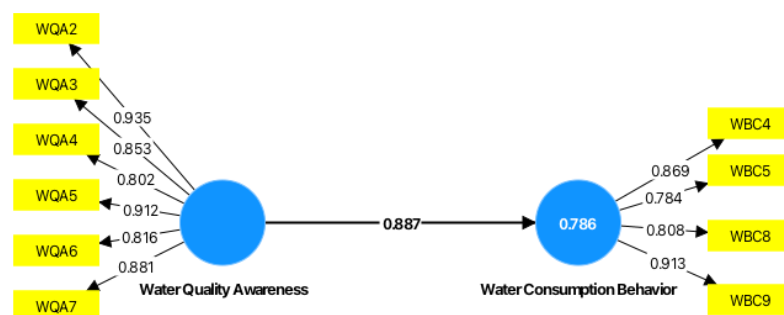 WQA2
WQA3
WQA4
WQA5
WQA6
WQA7
0.935
0.853
0.802
0.912
0.816
0.881
Water Quality Awareness
0.887
0.786
Water Consumption Behavior
0.869
0.784
0.808
0.913
WBC4
WBC5
WBC8
WBC9